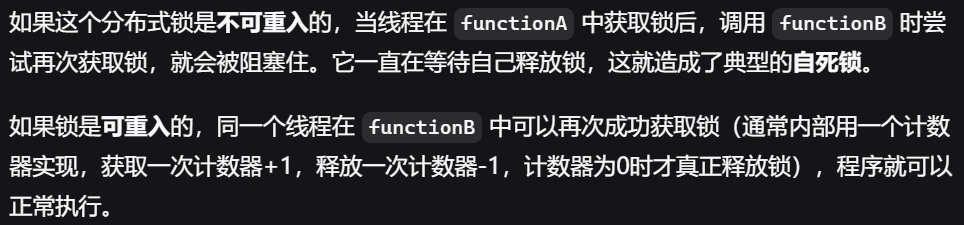 如果这个分布式锁是不可重入的，当线程在 functionA 中获取锁后，调用 functionB 时尝
试再次获取锁，就会被阻塞住。它一直在等待自己释放锁，这就造成了典型的自死锁。
如果锁是可重入的，同一个线程在 functionB 中可以再次成功获取锁（通常内部用一个计数
器实现，获取一次计数器+1，释放一次计数器-1，计数器为0时才真正释放锁），程序就可以
正常执行。